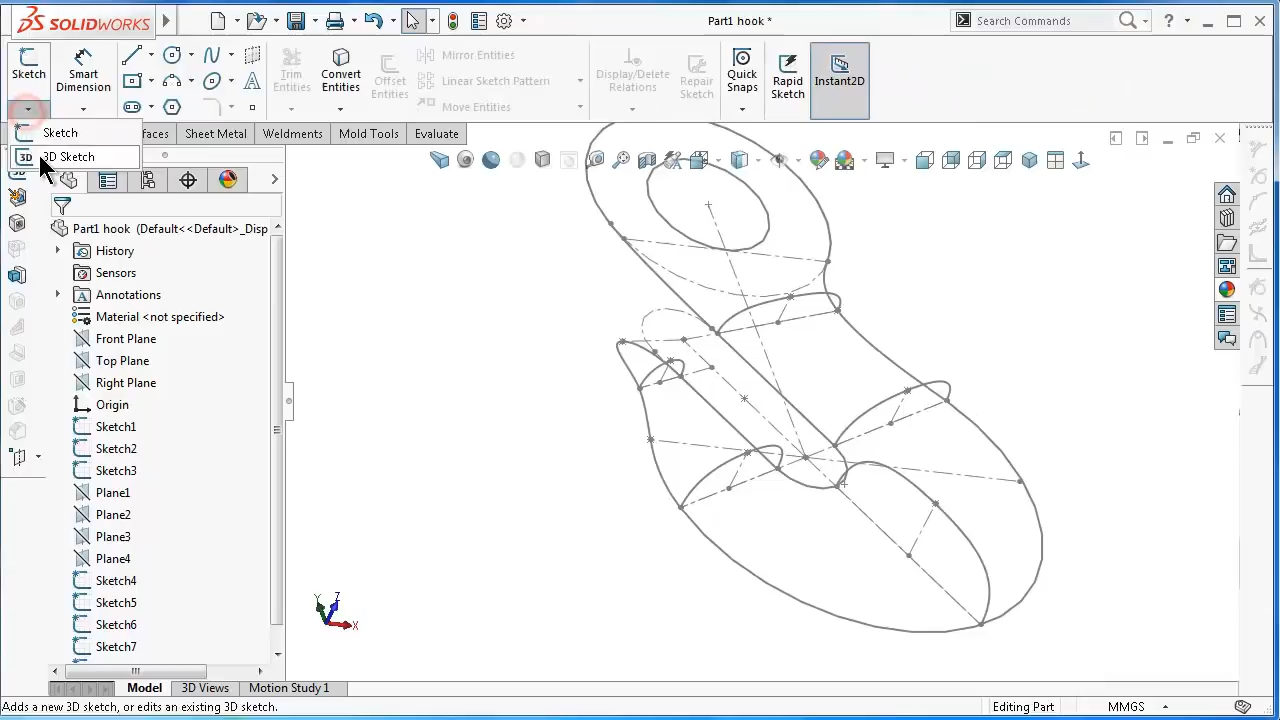 SOLIDWORKS
Part1 hook *
Search Commands
Sketch
Smart Dimension
Trim Entities
Convert Entities
Offset Entities
Mirror Entities
Linear Sketch Pattern
Move Entities
Display/Delete Relations
Repair Sketch
Quick Snaps
Rapid Sketch
Instant2D
Sketch
3D Sketch
faces
Sheet Metal
Weldments
Mold Tools
Evaluate
Part1 hook (Default<<Default>_Disp
History
Sensors
Annotations
Material <not specified>
Front Plane
Top Plane
Right Plane
Origin
Sketch1
Sketch2
Sketch3
Plane1
Plane2
Plane3
Plane4
Sketch4
Sketch5
Sketch6
Sketch7
Y
Z
X
Model
3D Views
Motion Study 1
Adds a new 3D sketch, or edits an existing 3D sketch.
Editing Part
MMGS